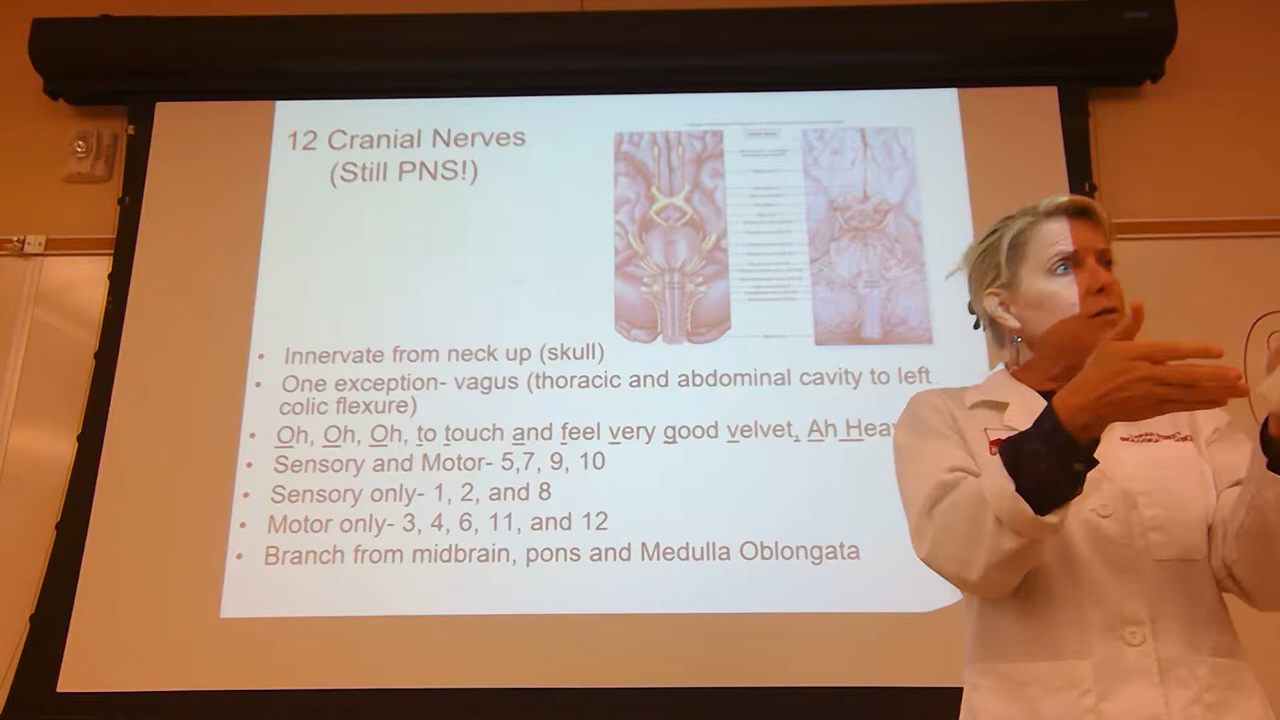 12 Cranial Nerves
(Still PNS!)
• Innervate from neck up (skull)
• One exception- vagus (thoracic and abdominal cavity to left
colic flexure)
• Oh, Oh, Oh, to touch and feel very good velvet, Ah Hea
• Sensory and Motor- 5,7, 9, 10
• Sensory only- 1, 2, and 8
• Motor only- 3, 4, 6, 11, and 12
• Branch from midbrain, pons and Medulla Oblongata